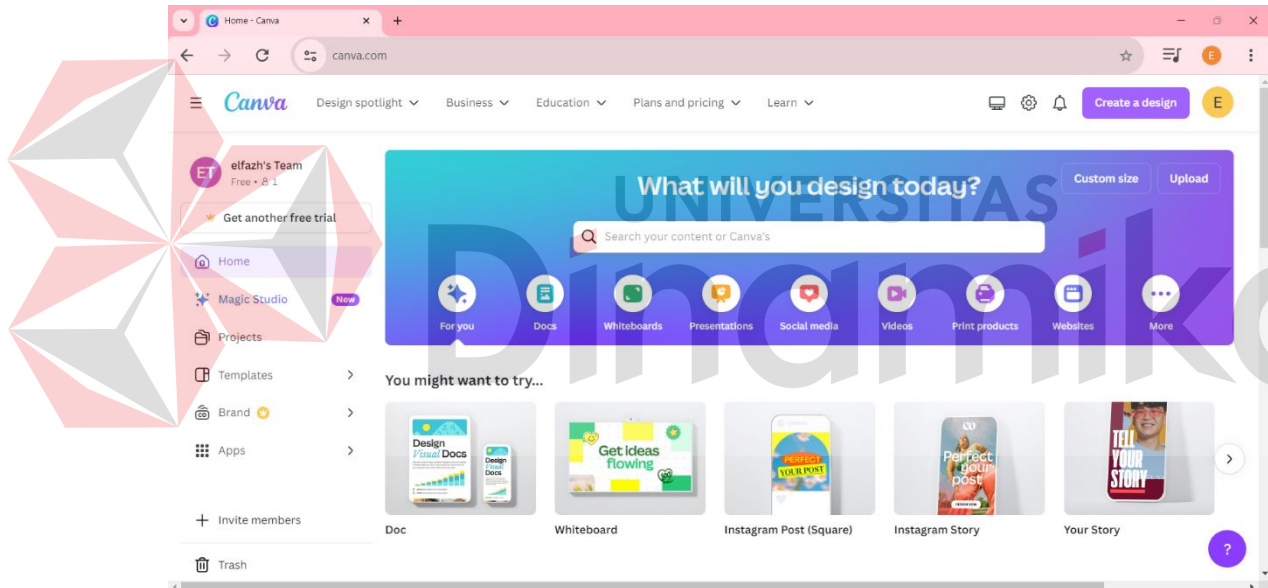 Home - Canva
canva.com
E
Canva
Design spotlight
Business
Education
Plans and pricing
Learn
Create a design
E
ET
elfazh's Team
Free • 1
Get another free trial
Home
Magic Studio
New
Projects
Templates
Brand
Apps
Invite members
Trash
What will you design today?
Custom size
Upload
Search your content or Canva's
For you
Docs
Whiteboards
Presentations
Social media
Videos
Print products
Websites
More
UNIVERSITAS
Dinamika
You might want to try...
Design
Visual Docs
Design
Visual
Docs
Get ideas
flowing
PERFECT
YOUR POST
Perfect
your
post
TELL
YOUR
STORY
Doc
Whiteboard
Instagram Post (Square)
Instagram Story
Your Story
?